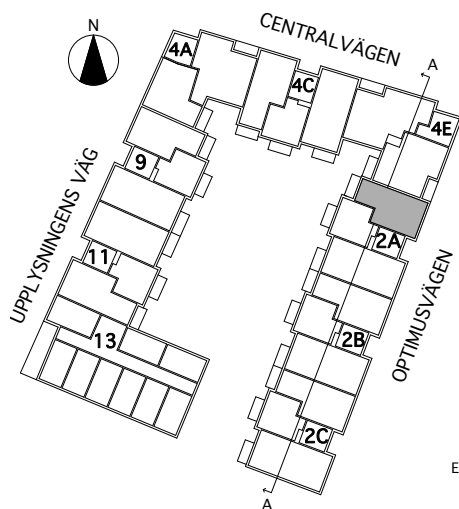 N
CENTRALVÄGEN
A
4A
4C
4E
9
UPPLYSNINGENS VÄG
2A
11
OPTIMUSVÄGEN
13
2B
2C
E
A